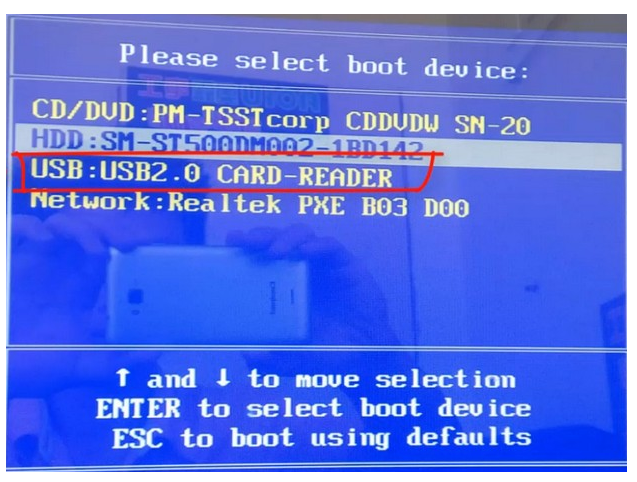 Please select boot device:
CD/DVD:PM-TSSTcorp CDDVDW SN-20
HDD:SM-ST500DM002-1BD142
USB:USB2.0 CARD-READER
Network:Realtek PXE B03 D00
↑ and ↓ to move selection
ENTER to select boot device
ESC to boot using defaults